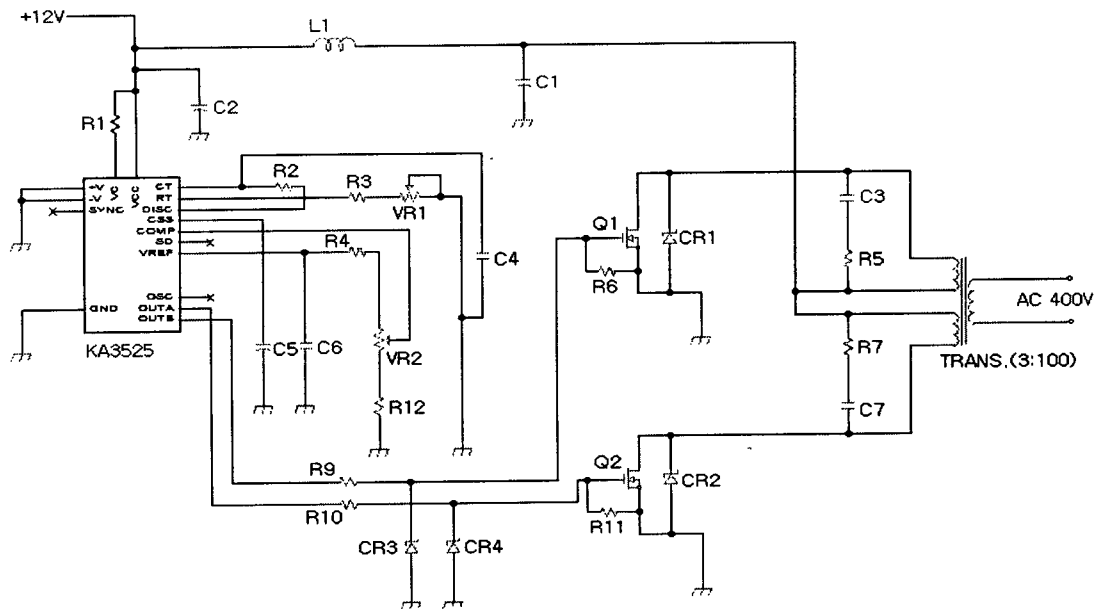 +12V
L1
C1
C2
R1
+V
-V
SYNC
GND
VC
VCC
CT
RT
DISC
CSS
COMP
SD
VREF
OSC
OUTA
OUTB
KA3525
R2
R3
VR1
R4
C4
C5
C6
VR2
R12
Q1
R6
CR1
C3
R5
R7
C7
AC 400V
TRANS.(3:100)
R9
R10
CR3
CR4
Q2
R11
CR2